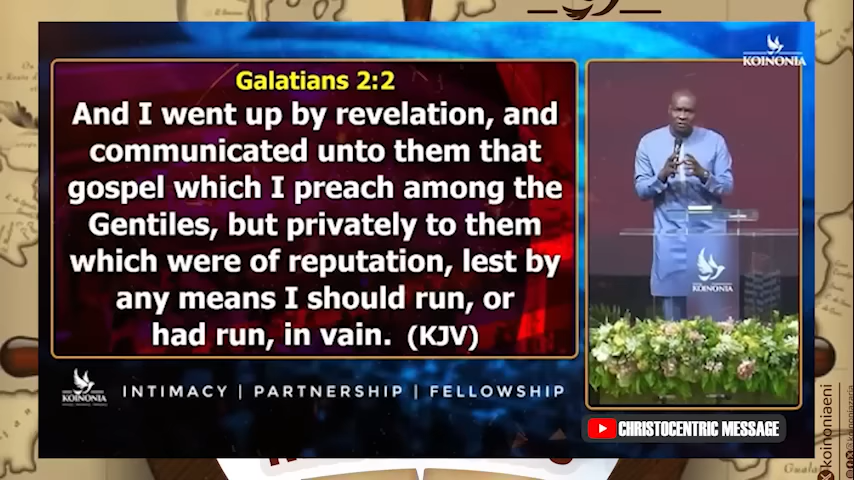 KOINONIA
Galatians 2:2
And I went up by revelation, and
communicated unto them that
gospel which I preach among the
Gentiles, but privately to them
which were of reputation, lest by
any means I should run, or
had run, in vain. (KJV)
KOINONIA
KOINONIA
INTIMACY | PARTNERSHIP | FELLOWSHIP
CHRISTOCENTRIC MESSAGE
koinoniaeni